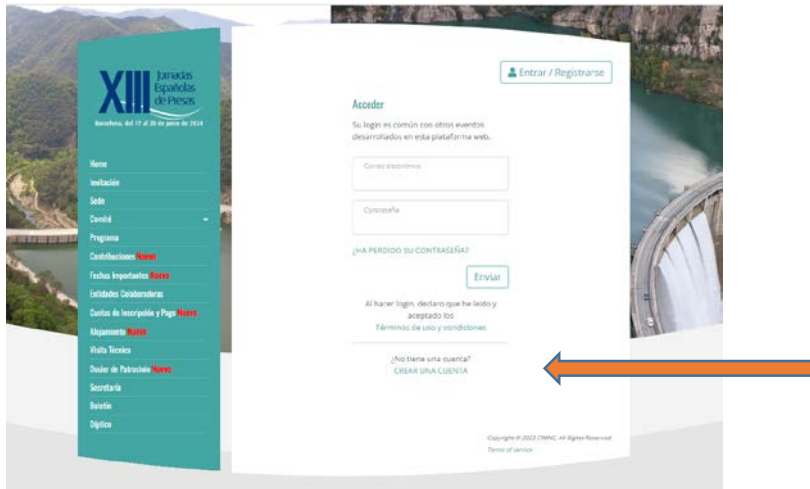 XIII Jornadas
Españolas
de Presas
Barcelona, del 17 al 20 de junio de 2024
Home
Invitación
Sede
Comité
Programa
Contribuciones Nuevo
Fechas Importantes Nuevo
Entidades Colaboradoras
Cuotas de Inscripción y Pago Nuevo
Alojamiento Nuevo
Visita Técnica
Dosier de Patrocinio Nuevo
Secretaría
Boletín
Díptico
Entrar / Registrarse
Acceder
Su login es común con otros eventos
desarrollados en esta plataforma web.
Correo electrónico
Contraseña
¿HA PERDIDO SU CONTRASEÑA?
Enviar
Al hacer login, declaro que he leído y
aceptado los
Términos de uso y condiciones
¿No tiene una cuenta?
CREAR UNA CUENTA
Copyright © 2023 CIMNE, All Rights Reserved
Terms of service